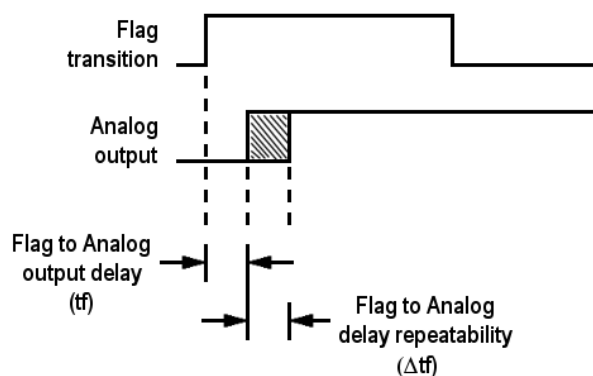 Flag
transition
Analog
output
Flag to Analog
output delay
(tf)
Flag to Analog
delay repeatability
(Δtf)